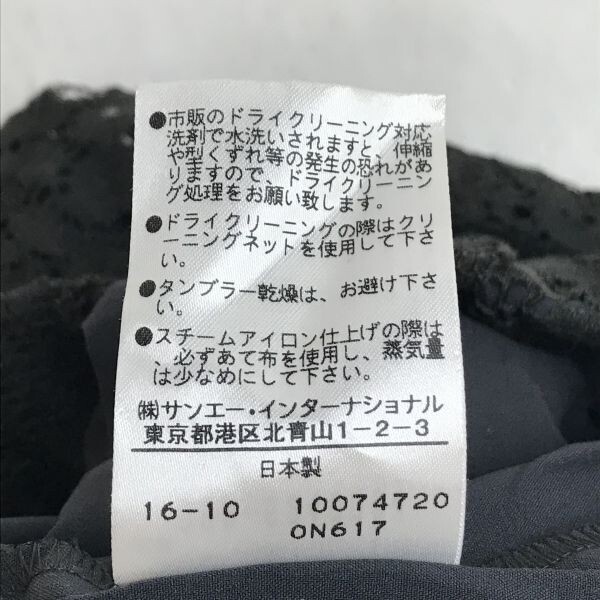 ●市販のドライクリーニング対応
洗剤で水洗いされますと、伸縮
や型くずれ等の発生の恐れがあ
りますので、ドライクリーニン
グ処理をお願い致します。
●ドライクリーニングの際はクリ
ーニングネットを使用して下さ
い。
●タンブラー乾燥は、お避け下さ
い。
●スチームアイロン仕上げの際は
、必ずあて布を使用し、蒸気量
は少なめにして下さい。
㈱サンエー・インターナショナル
東京都港区北青山1-2-3
日本製
16-10 10074720
0N617